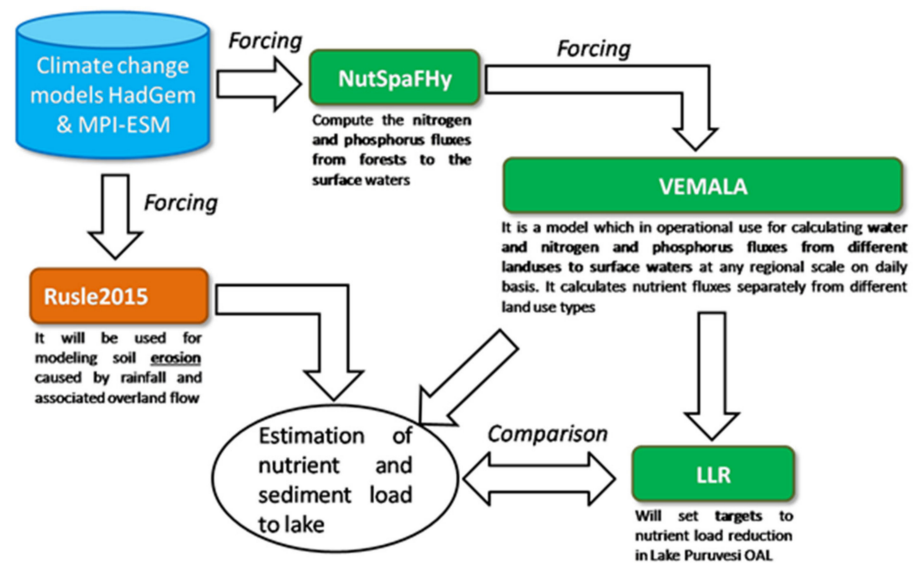 Climate change
models HadGem
& MPI-ESM
Forcing
NutSpaFHy
Compute the nitrogen
and phosphorus fluxes
from forests to the
surface waters
Forcing
VEMALA
It is a model which in operational use for calculating water
and nitrogen and phosphorus fluxes from different
landuses to surface waters at any regional scale on daily
basis. It calculates nutrient fluxes separately from different
land use types
Forcing
Rusle2015
It will be used for
modeling soil erosion
caused by rainfall and
associated overland flow
Estimation of
nutrient and
sediment load
to lake
Comparison
LLR
Will set targets to
nutrient load reduction
in Lake Puruvesi OAL